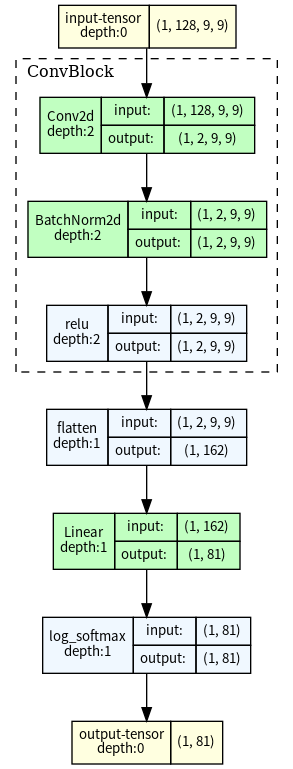 input-tensor
depth:0
(1, 128, 9, 9)
ConvBlock
Conv2d
depth:2
input:
(1, 128, 9, 9)
output:
(1, 2, 9, 9)
BatchNorm2d
depth:2
input:
(1, 2, 9, 9)
output:
(1, 2, 9, 9)
relu
depth:2
input:
(1, 2, 9, 9)
output:
(1, 2, 9, 9)
flatten
depth:1
input:
(1, 2, 9, 9)
output:
(1, 162)
Linear
depth:1
input:
(1, 162)
output:
(1, 81)
log_softmax
depth:1
input:
(1, 81)
output:
(1, 81)
output-tensor
depth:0
(1, 81)